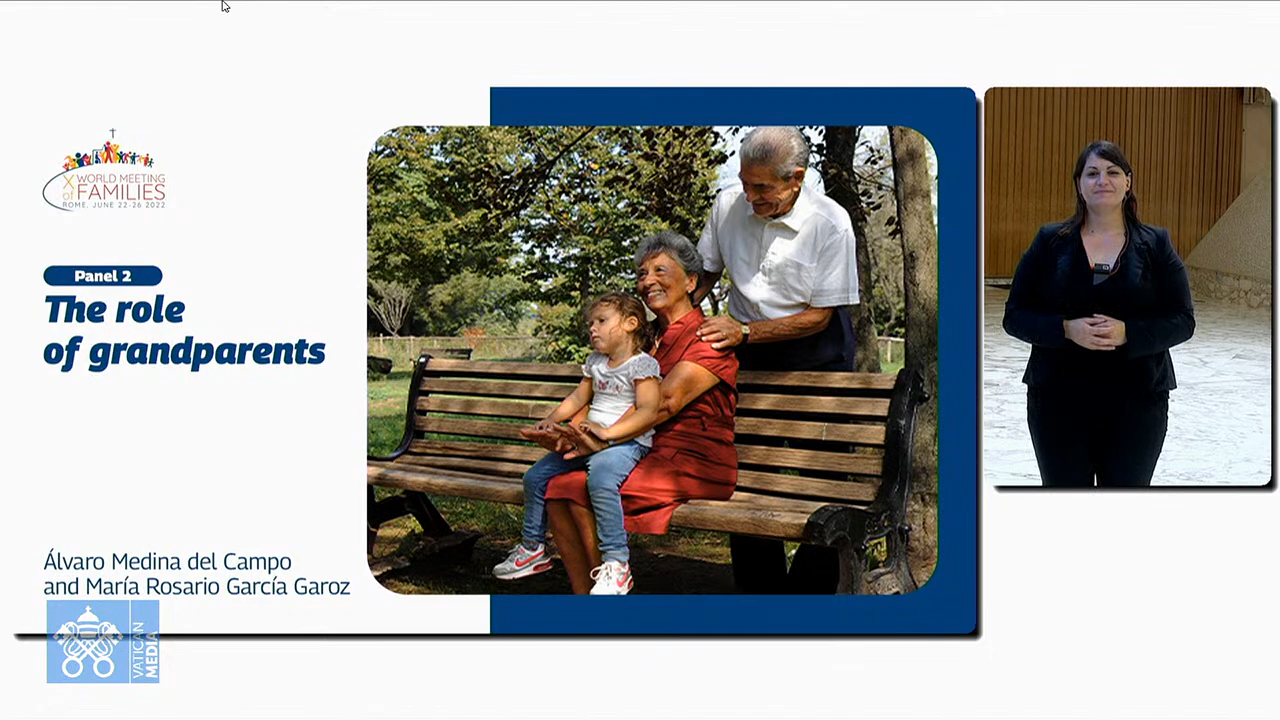 X WORLD MEETING
of FAMILIES
ROME, JUNE 22-26 2022
Panel 2
The role
of grandparents
Álvaro Medina del Campo
and María Rosario García Garoz
VATICAN
MEDIA